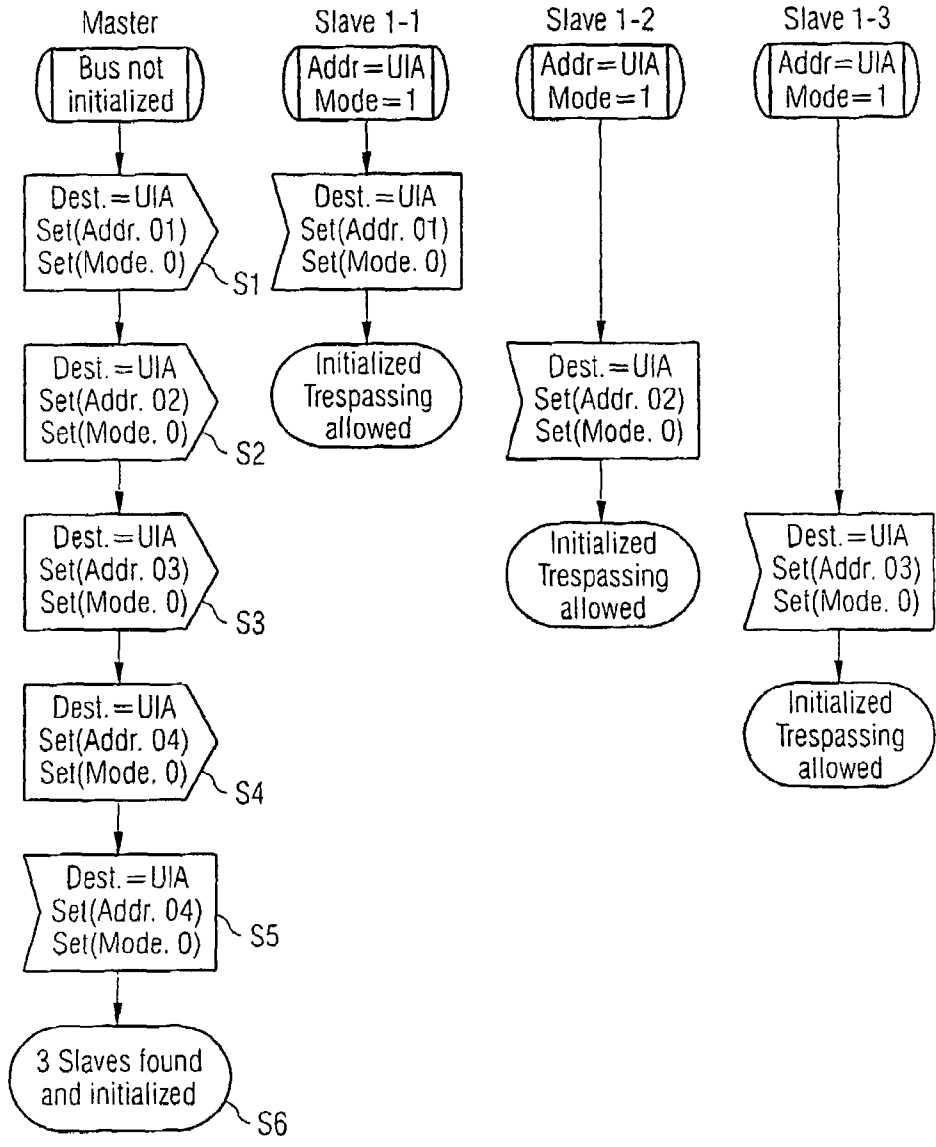 Master
Bus not
initialized
Dest.=UIA
Set(Addr. 01)
Set(Mode. 0)
S1
Dest.=UIA
Set(Addr. 02)
Set(Mode. 0)
S2
Dest.=UIA
Set(Addr. 03)
Set(Mode. 0)
S3
Dest.=UIA
Set(Addr. 04)
Set(Mode. 0)
S4
Dest.=UIA
Set(Addr. 04)
Set(Mode. 0)
S5
3 Slaves found
and initialized
S6
Slave 1-1
Addr=UIA
Mode=1
Dest.=UIA
Set(Addr. 01)
Set(Mode. 0)
Initialized
Trespassing
allowed
Slave 1-2
Addr=UIA
Mode=1
Dest.=UIA
Set(Addr. 02)
Set(Mode. 0)
Initialized
Trespassing
allowed
Slave 1-3
Addr=UIA
Mode=1
Dest.=UIA
Set(Addr. 03)
Set(Mode. 0)
Initialized
Trespassing
allowed